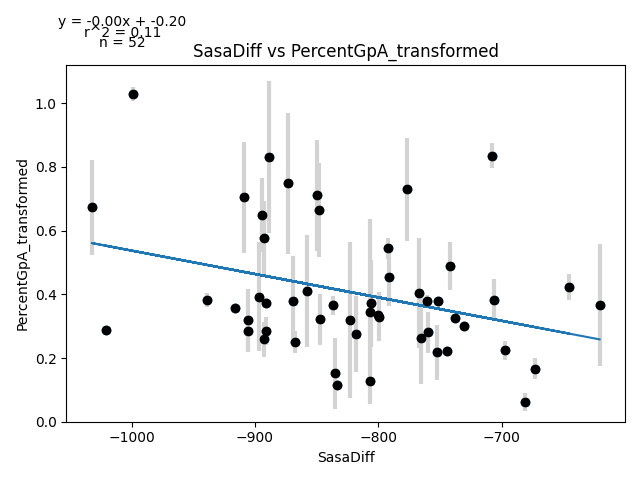 y = -0.00x + -0.20
r^2 = 0.11
n = 52
SasaDiff vs PercentGpA_transformed
1.0
0.8
0.6
0.4
0.2
0.0
PercentGpA_transformed
−1000 −900 −800 −700
SasaDiff